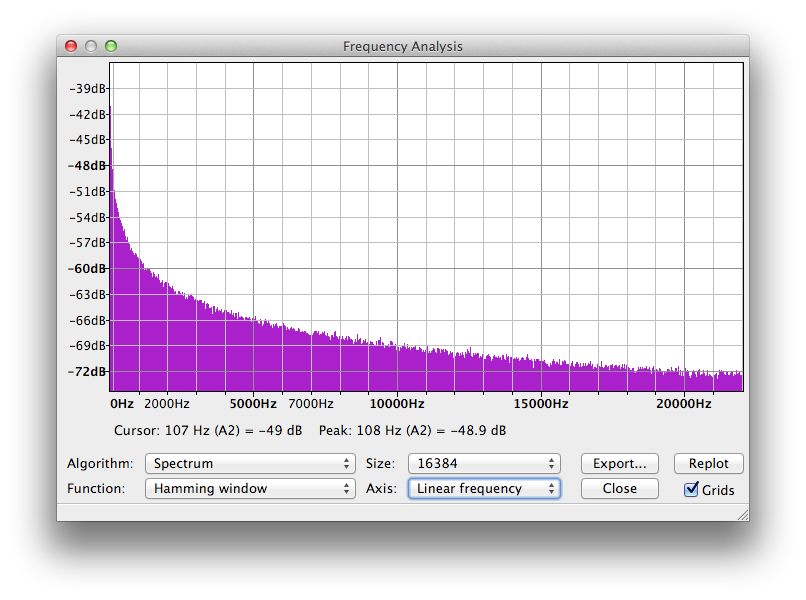 Frequency Analysis
-39dB
-42dB
-45dB
-48dB
-51dB
-54dB
-57dB
-60dB
-63dB
-66dB
-69dB
-72dB
0Hz 2000Hz 5000Hz 7000Hz 10000Hz 15000Hz 20000Hz
Cursor: 107 Hz (A2) = -49 dB Peak: 108 Hz (A2) = -48.9 dB
Algorithm: Spectrum Size: 16384 Export... Replot
Function: Hamming window Axis: Linear frequency Close Grids